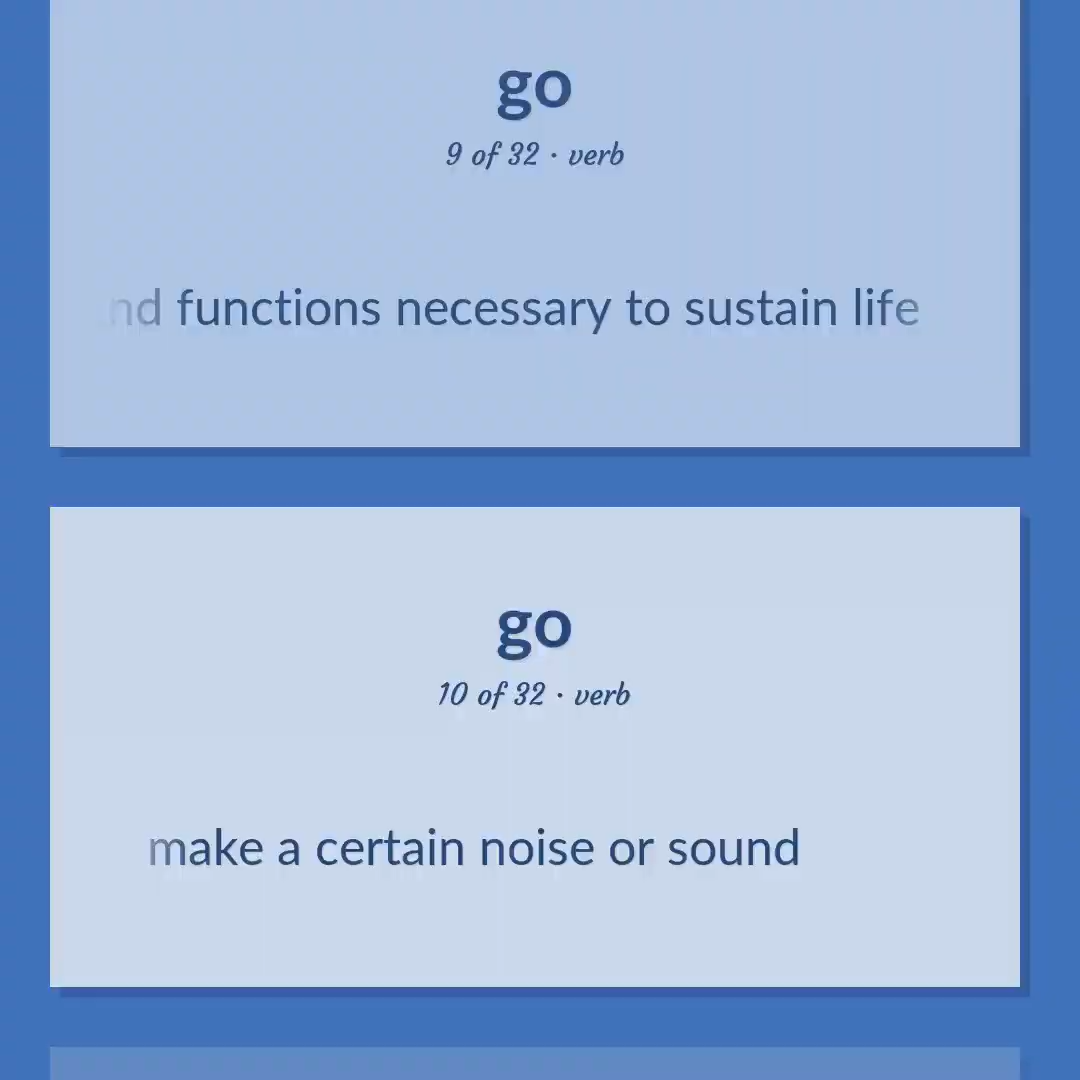 go
9 of 32 · verb
nd functions necessary to sustain life
go
10 of 32 · verb
make a certain noise or sound